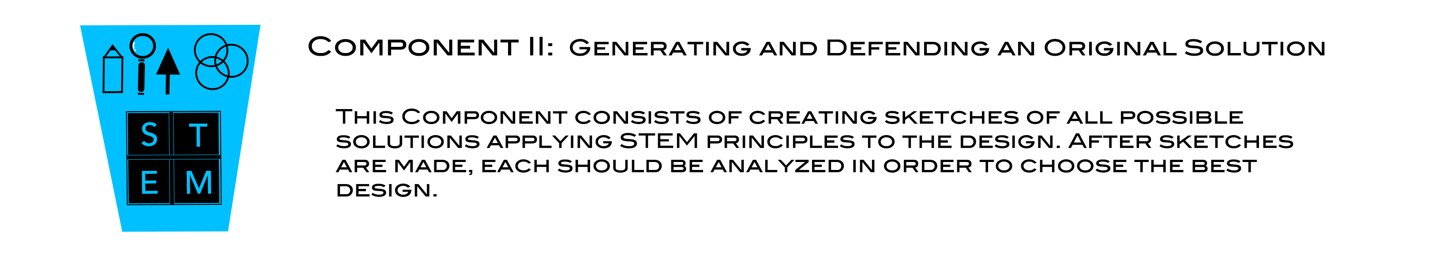 Component II: Generating and Defending an Original Solution
This Component consists of creating sketches of all possible
solutions applying STEM principles to the design. After sketches
are made, each should be analyzed in order to choose the best
design.
S T
E M